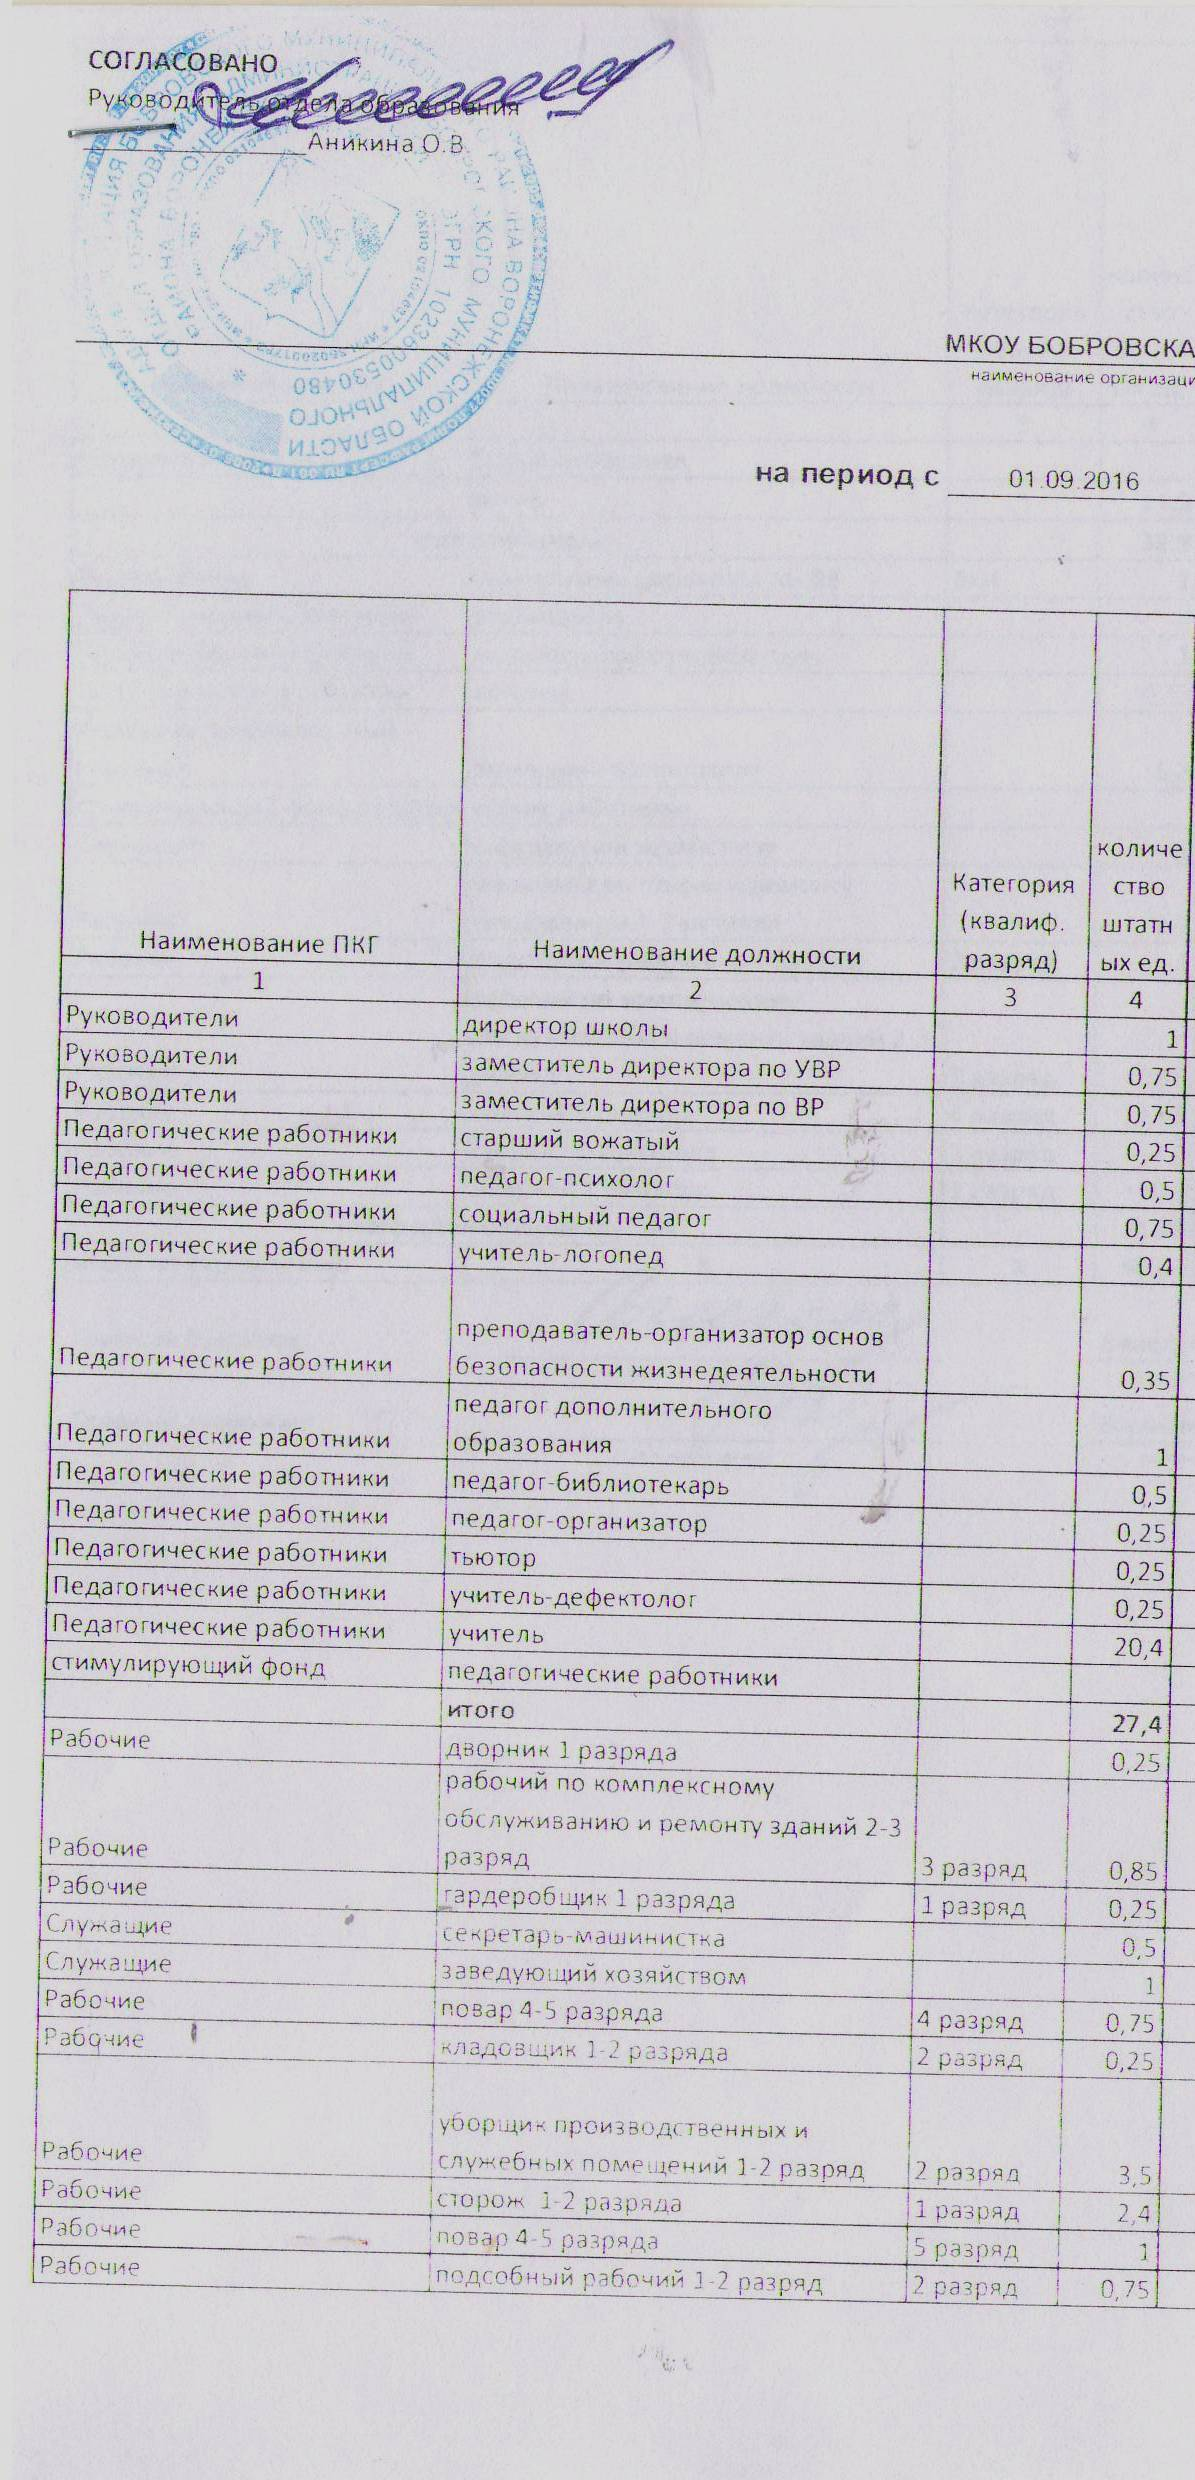 СОГЛАСОВАНО
Руководитель отдела образования
Аникина О.В.
ОГРН 1023600530480
МКОУ БОБРОВСКА
наименование организаци
на период с 01.09.2016
Наименование ПКГ Наименование должности Категория (квалиф. разряд) количе ство штатн ых ед.
1 2 3 4
Руководители директор школы 1
Руководители заместитель директора по УВР 0,75
Руководители заместитель директора по ВР 0,75
Педагогические работники старший вожатый 0,25
Педагогические работники педагог-психолог 0,5
Педагогические работники социальный педагог 0,75
Педагогические работники учитель-логопед 0,4
преподаватель-организатор основ
Педагогические работники безопасности жизнедеятельности 0,35
педагог дополнительного
Педагогические работники образования 1
Педагогические работники педагог-библиотекарь 0,5
Педагогические работники педагог-организатор 0,25
Педагогические работники тьютор 0,25
Педагогические работники учитель-дефектолог 0,25
Педагогические работники учитель 20,4
стимулирующий фонд педагогические работники
итого 27,4
Рабочие дворник 1 разряда 0,25
рабочий по комплексному
обслуживанию и ремонту зданий 2-3
Рабочие разряд 3 разряд 0,85
Рабочие гардеробщик 1 разряда 1 разряд 0,25
Служащие секретарь-машинистка 0,5
Служащие заведующий хозяйством 1
Рабочие повар 4-5 разряда 4 разряд 0,75
Рабочие кладовщик 1-2 разряда 2 разряд 0,25
уборщик производственных и
Рабочие служебных помещений 1-2 разряд 2 разряд 3,5
Рабочие сторож 1-2 разряда 1 разряд 2,4
Рабочие повар 4-5 разряда 5 разряд 1
Рабочие подсобный рабочий 1-2 разряд 2 разряд 0,75